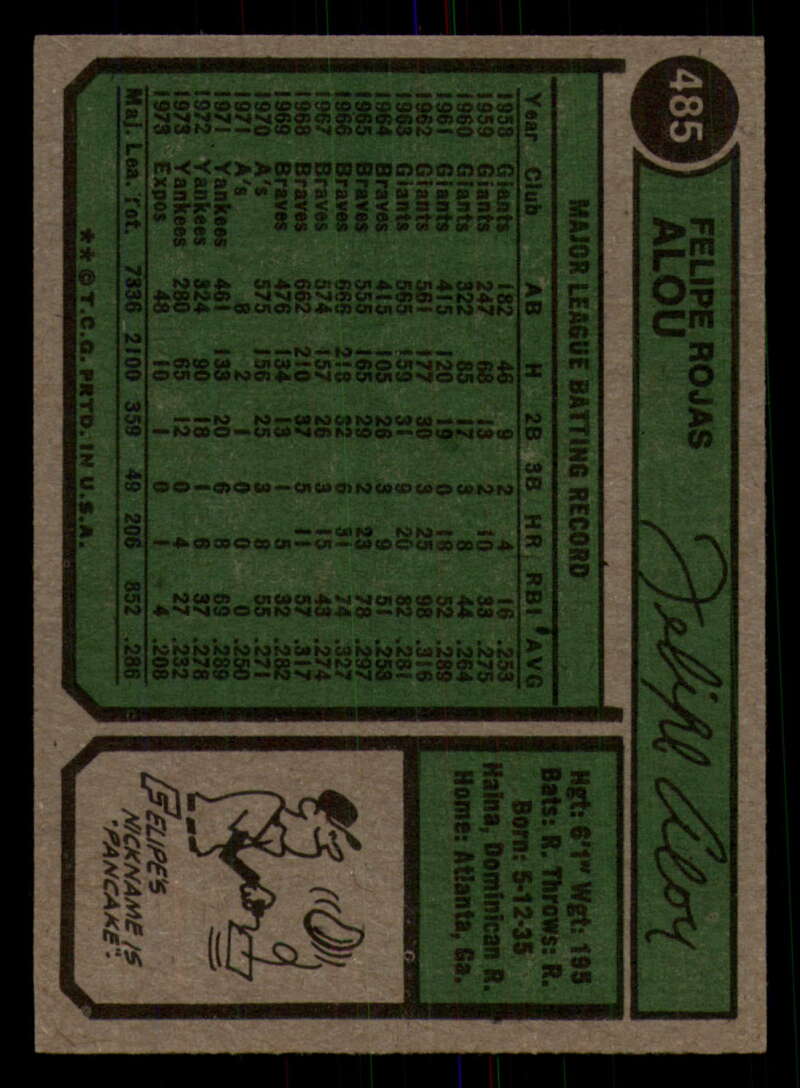 485
FELIPE ROJAS
ALOU
Felipe Alou
MAJOR LEAGUE BATTING RECORD
Year Club AB H 2B 3B HR RBI AVG
1958 Giants 182 46 9 2 4 16 .253
1959 Giants 247 68 13 2 10 33 .275
1960 Giants 322 85 17 3 8 44 .264
1961 Giants 415 120 19 0 18 52 .289
1962 Giants 561 177 30 3 25 98 .316
1963 Giants 565 159 31 9 20 82 .281
1964 Braves 415 105 26 3 9 51 .253
1965 Braves 555 165 29 2 23 78 .297
1966 Braves 666 218 32 6 31 74 .327
1967 Braves 574 157 26 3 15 43 .274
1968 Braves 662 210 37 5 11 57 .317
1969 Braves 476 134 13 1 5 32 .282
1970 A's 575 156 25 3 8 55 .271
1971 A's 8 2 1 0 0 0 .250
1971 Yankees 461 133 20 6 8 69 .289
1972 Yankees 324 90 18 1 6 37 .278
1973 Yankees 280 65 12 0 4 27 .232
1973 Expos 48 10 1 0 1 4 .208
Maj. Lea. Tot. 7336 2100 359 49 206 852 .286
**©T.C.G. PRTD. IN U.S.A.
Hgt: 6'1" Wgt: 195
Bats: R. Throws: R.
Born: 5-12-35
Haina, Dominican R.
Home: Atlanta, Ga.
FELIPE'S
NICKNAME IS
"PANCAKE".